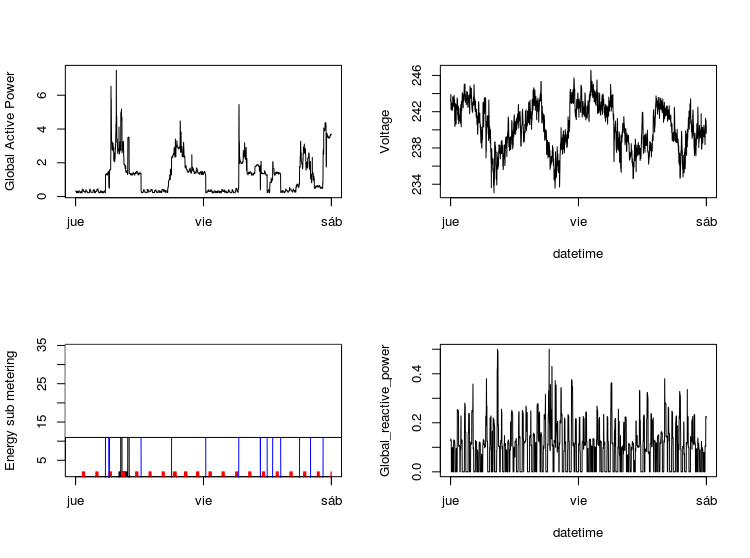 Global Active Power
6
4
2
0
jue
vie
sáb
Voltage
246
242
238
234
jue
vie
sáb
datetime
Energy sub metering
35
25
15
5
jue
vie
sáb
Global_reactive_power
0.4
0.2
0.0
jue
vie
sáb
datetime